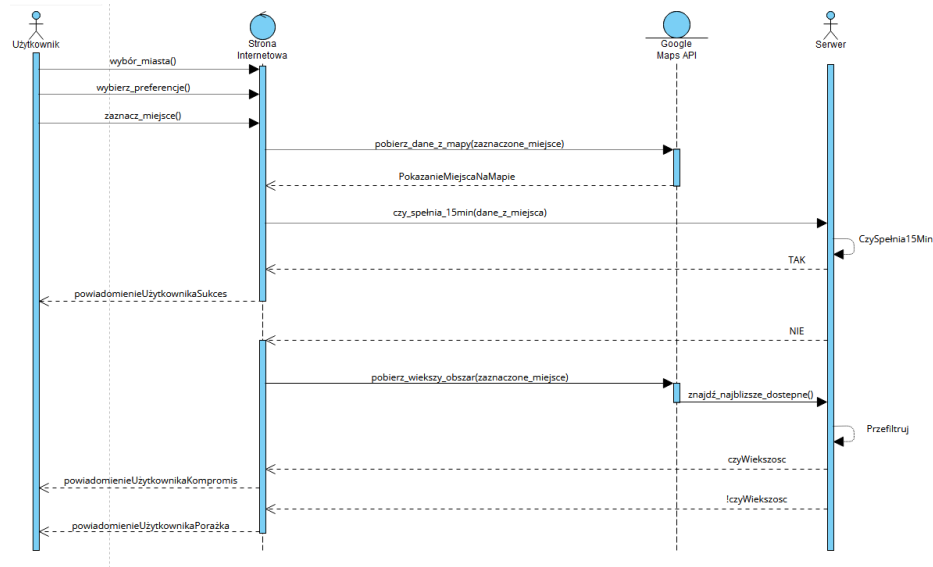 Użytkownik
Strona
Internetowa
Google
Maps API
Serwer
wybór_miasta()
wybierz_preferencje()
zaznacz_miejsce()
pobierz_dane_z_mapy(zaznaczone_miejsce)
PokazanieMiejscaNaMapie
czy_spełnia_15min(dane_z_miejsca)
CzySpełnia15Min
TAK
powiadomienieUżytkownikaSukces
NIE
pobierz_wiekszy_obszar(zaznaczone_miejsce)
znajdź_najblizsze_dostepne()
Przefiltruj
czyWiekszosc
powiadomienieUżytkownikaKompromis
!czyWiekszosc
powiadomienieUżytkownikaPorażka